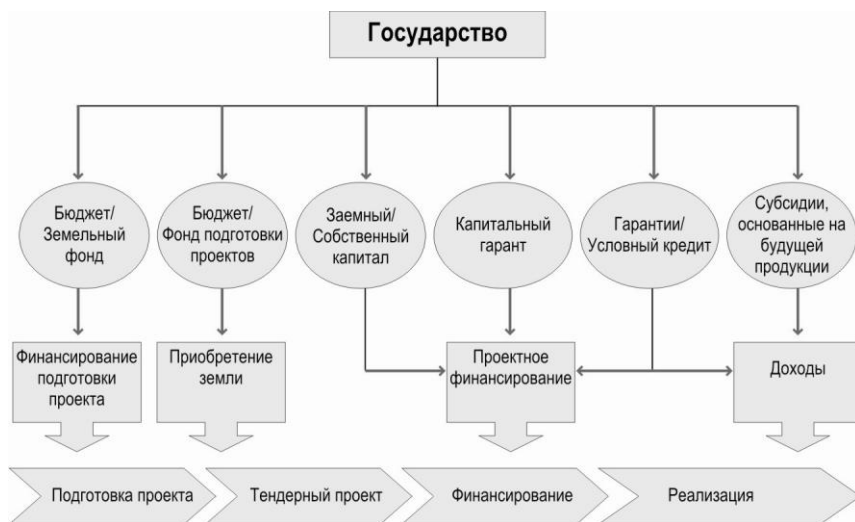 Государство
Бюджет/
Земельный
фонд
Бюджет/
Фонд подготовки
проектов
Заемный/
Собственный
капитал
Капитальный
гарант
Гарантии/
Условный кредит
Субсидии,
основанные на
будущей
продукции
Финансирование
подготовки
проекта
Приобретение
земли
Проектное
финансирование
Доходы
Подготовка проекта
Тендерный проект
Финансирование
Реализация